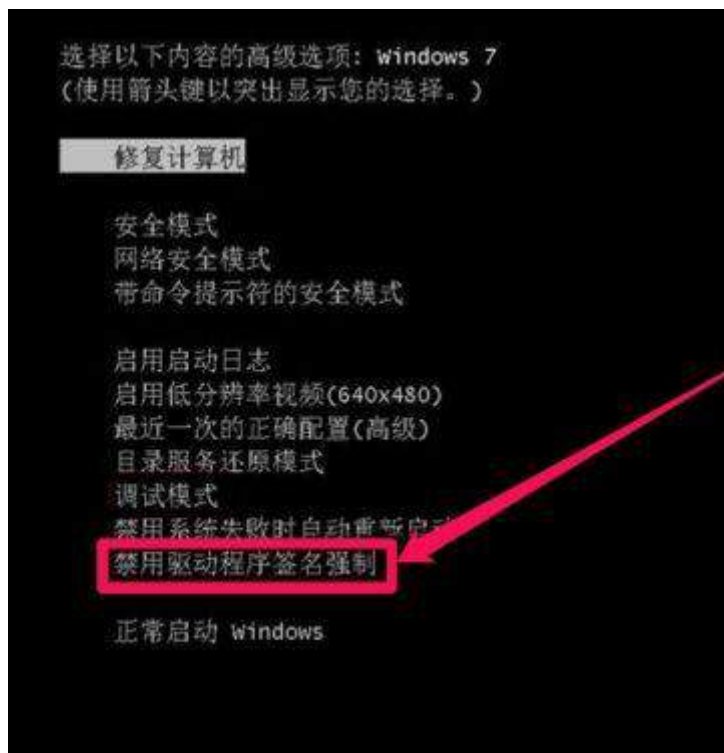 选择以下内容的高级选项: Windows 7
(使用箭头键以突出显示您的选择。)
修复计算机
安全模式
网络安全模式
带命令提示符的安全模式
启用启动日志
启用低分辨率视频(640x480)
最近一次的正确配置(高级)
目录服务还原模式
调试模式
禁用系统失败时自动重新启动
禁用驱动程序签名强制
正常启动 Windows